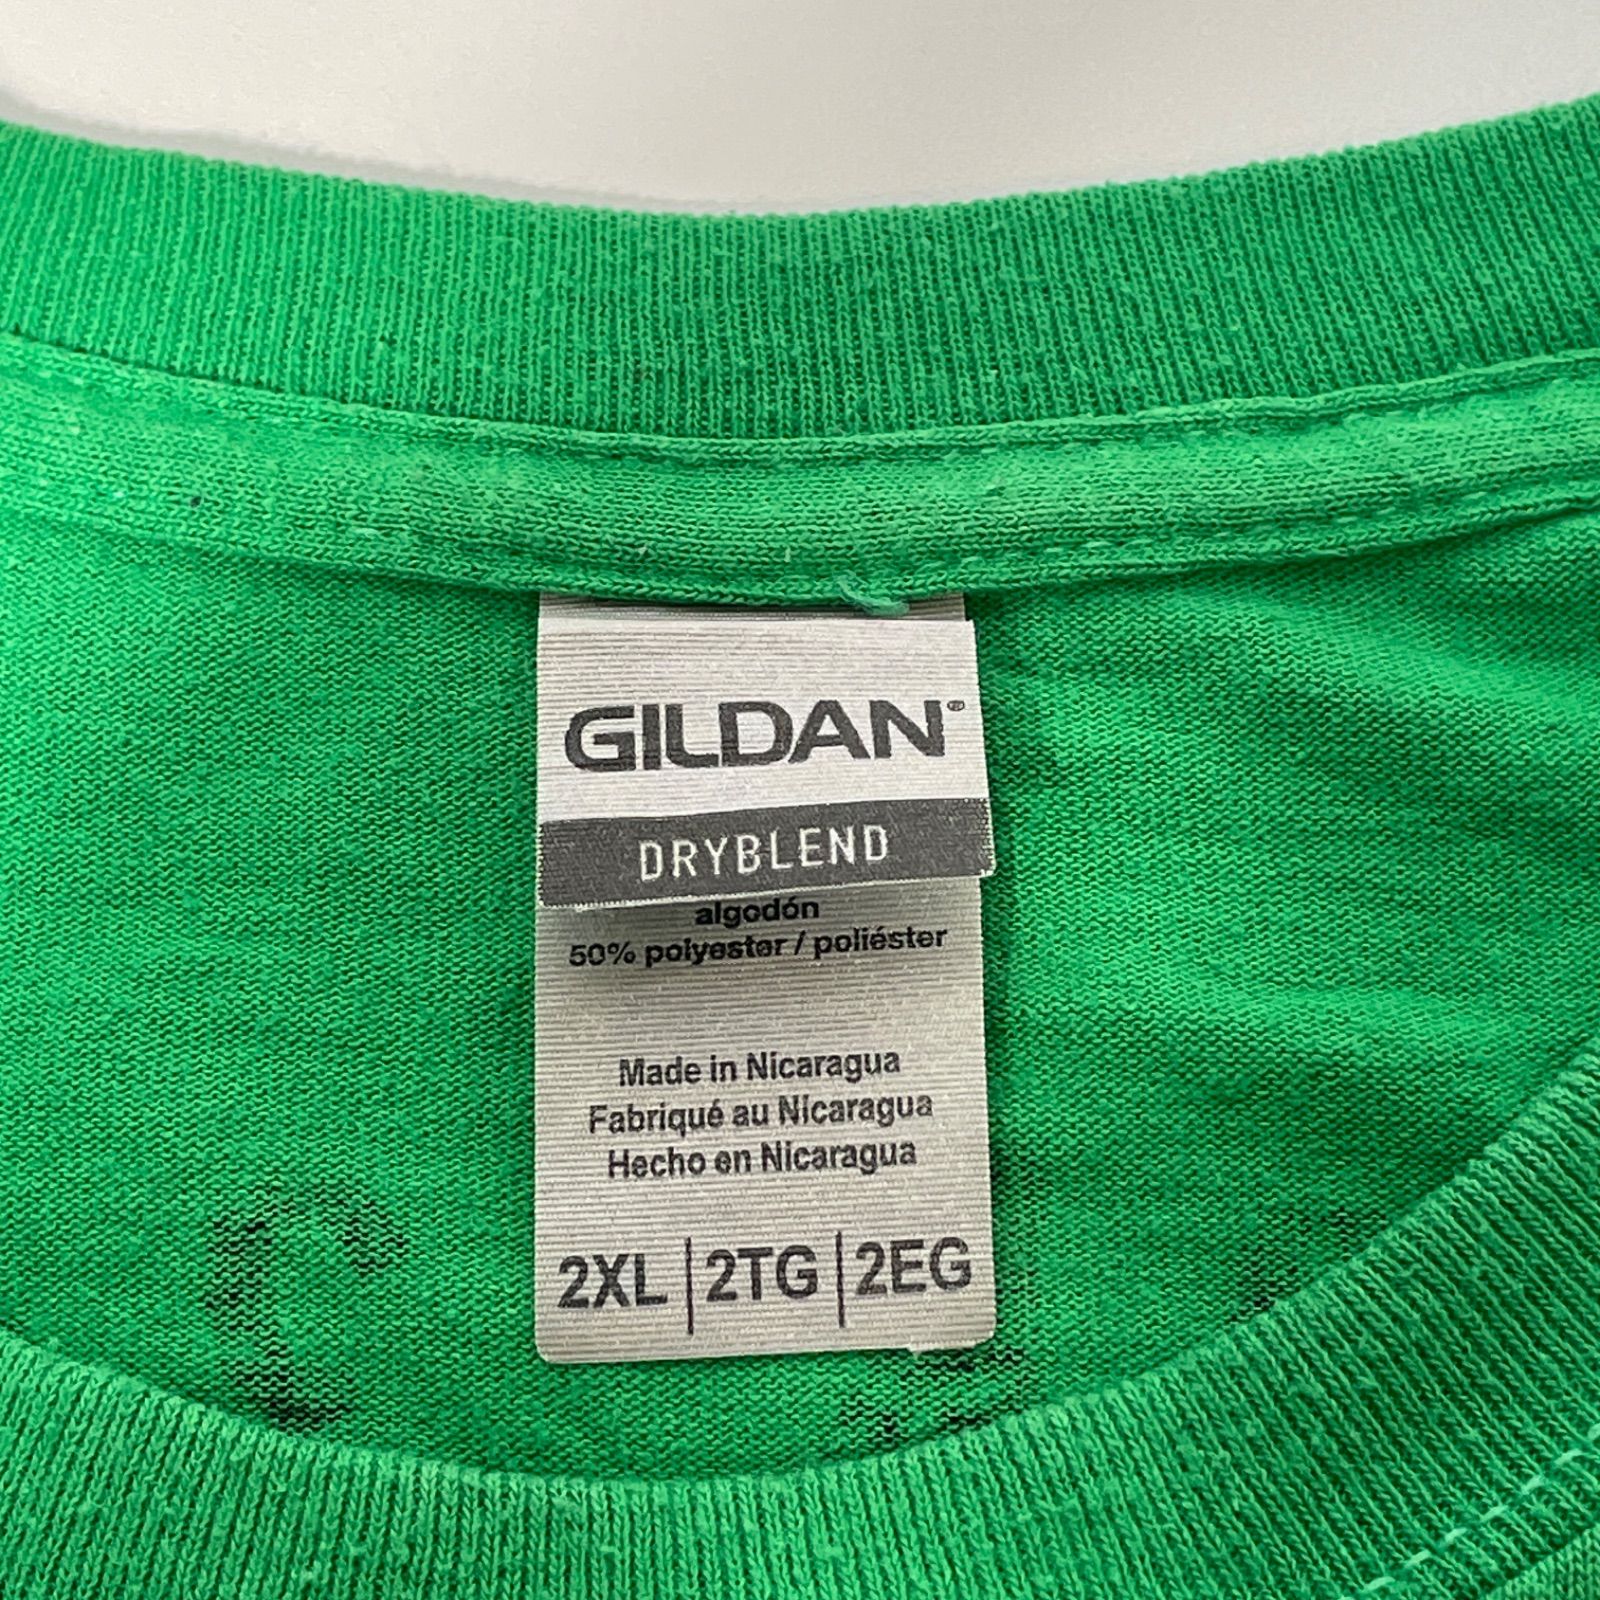 GILDAN®
DRYBLEND
algodón
50% polyester / poliéster
Made in Nicaragua
Fabriqué au Nicaragua
Hecho en Nicaragua
2XL | 2TG | 2EG